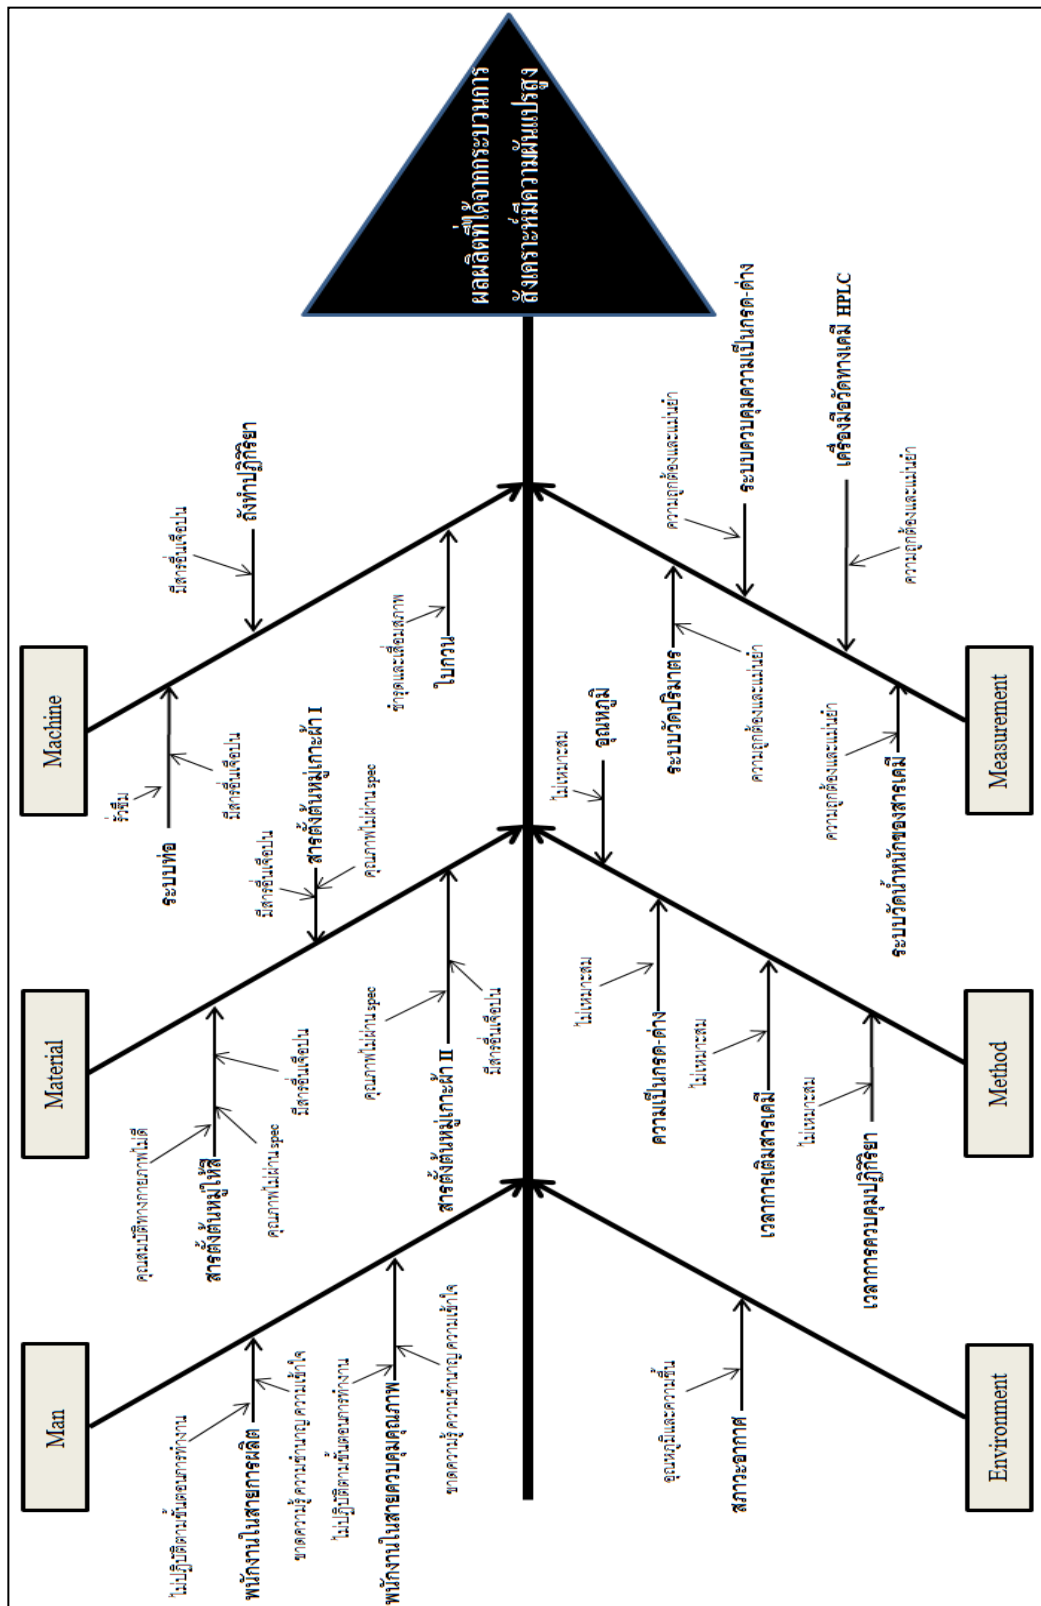 Man
ไม่ปฏิบัติตามขั้นตอนการทำงาน
พนักงานในสายการผลิต
ขาดความรู้ ความชำนาญ ความเข้าใจ
ไม่ปฏิบัติตามขั้นตอนการทำงาน
พนักงานในสายควบคุมคุณภาพ
ขาดความรู้ ความชำนาญ ความเข้าใจ
Material
คุณสมบัติทางกายภาพไม่ดี
สารตั้งต้นหมู่ให้สี
มีสารอื่นเจือปน
คุณภาพไม่ผ่าน spec
มีสารอื่นเจือปน
สารตั้งต้นหมู่เกาะผ้า I
คุณภาพไม่ผ่าน spec
คุณภาพไม่ผ่าน spec
สารตั้งต้นหมู่เกาะผ้า II
มีสารอื่นเจือปน
Machine
รั่วซึม
ระบบท่อ
มีสารอื่นเจือปน
มีสารอื่นเจือปน
ถังทำปฏิกิริยา
ชำรุดและเสื่อมสภาพ
ใบกวน
ผลผลิตที่ได้จากกระบวนการ
สังเคราะห์มีความผันแปรสูง
อุณหภูมิและความชื้น
สภาวะอากาศ
Environment
ไม่เหมาะสม
อุณหภูมิ
ไม่เหมาะสม
ความเป็นกรด-ด่าง
ไม่เหมาะสม
เวลาการเติมสารเคมี
ไม่เหมาะสม
เวลาการควบคุมปฏิกิริยา
Method
ระบบวัดปริมาตร
ความถูกต้องและแม่นยำ
ความถูกต้องและแม่นยำ
ระบบควบคุมความเป็นกรด-ด่าง
เครื่องมือวัดทางเคมี HPLC
ความถูกต้องและแม่นยำ
ความถูกต้องและแม่นยำ
ระบบวัดน้ำหนักของสารเคมี
Measurement